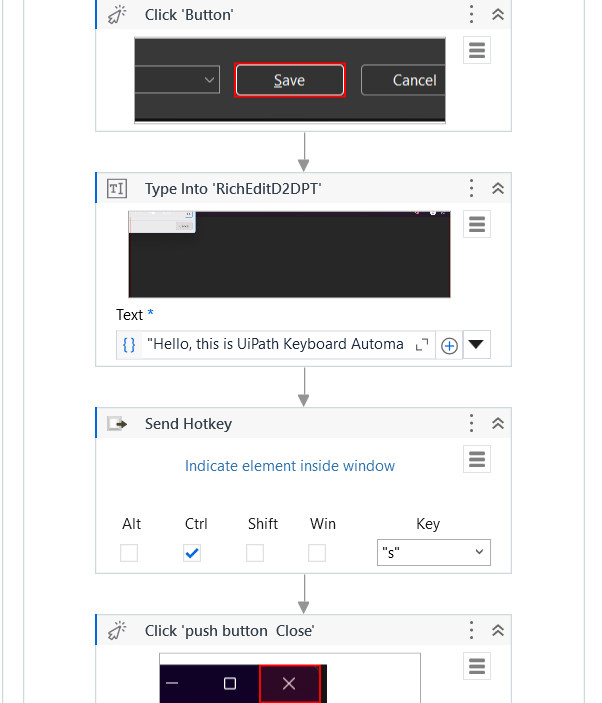 Click 'Button'
Save
Cancel
Type Into 'RichEditD2DPT'
Text *
"Hello, this is UiPath Keyboard Automa
Send Hotkey
Indicate element inside window
Alt Ctrl Shift Win Key
"s"
Click 'push button  Close'